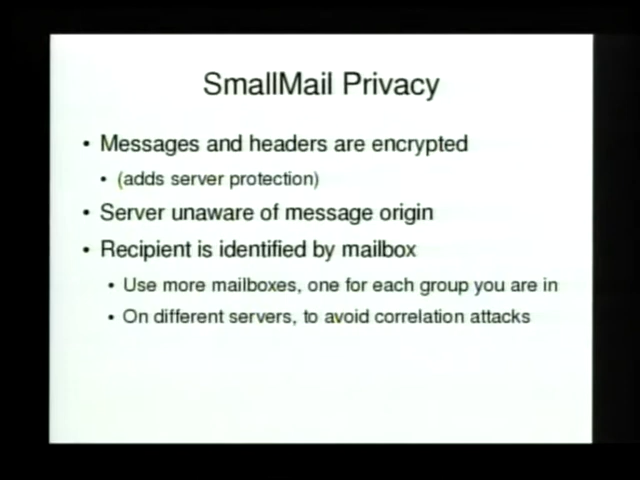 SmallMail Privacy
• Messages and headers are encrypted
• (adds server protection)
• Server unaware of message origin
• Recipient is identified by mailbox
• Use more mailboxes, one for each group you are in
• On different servers, to avoid correlation attacks